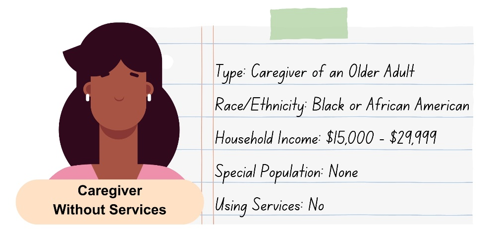 Type: Caregiver of an Older Adult
Race/Ethnicity: Black or African American
Household Income: $15,000 - $29,999
Special Population: None
Using Services: No
Caregiver
Without Services